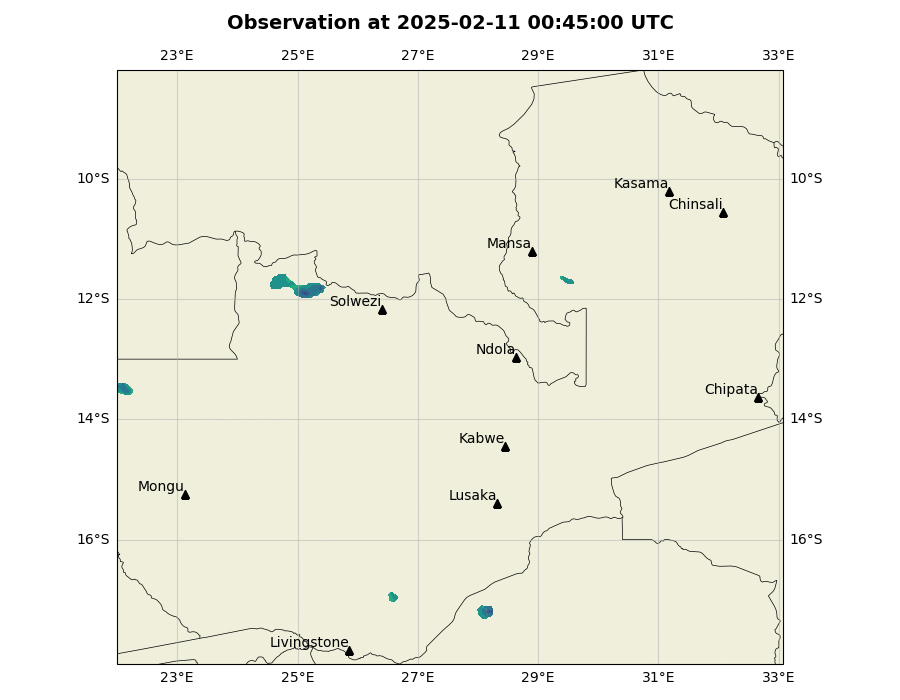 Observation at 2025-02-11 00:45:00 UTC
23°E 25°E 27°E 29°E 31°E 33°E
10°S 10°S
Kasama
Chinsali
Mansa
12°S 12°S
Solwezi
Ndola
Chipata
14°S 14°S
Kabwe
Mongu
Lusaka
16°S 16°S
Livingstone
23°E 25°E 27°E 29°E 31°E 33°E